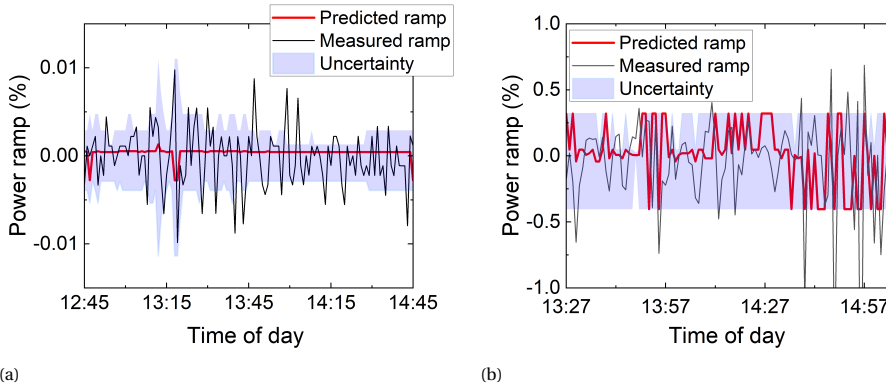 (a)
Predicted ramp
Measured ramp
Uncertainty
Power ramp (%)
0.01
0.00
-0.01
12:45 13:15 13:45 14:15 14:45
Time of day
(b)
Predicted ramp
Measured ramp
Uncertainty
Power ramp (%)
1.0
0.5
0.0
-0.5
-1.0
13:27 13:57 14:27 14:57
Time of day